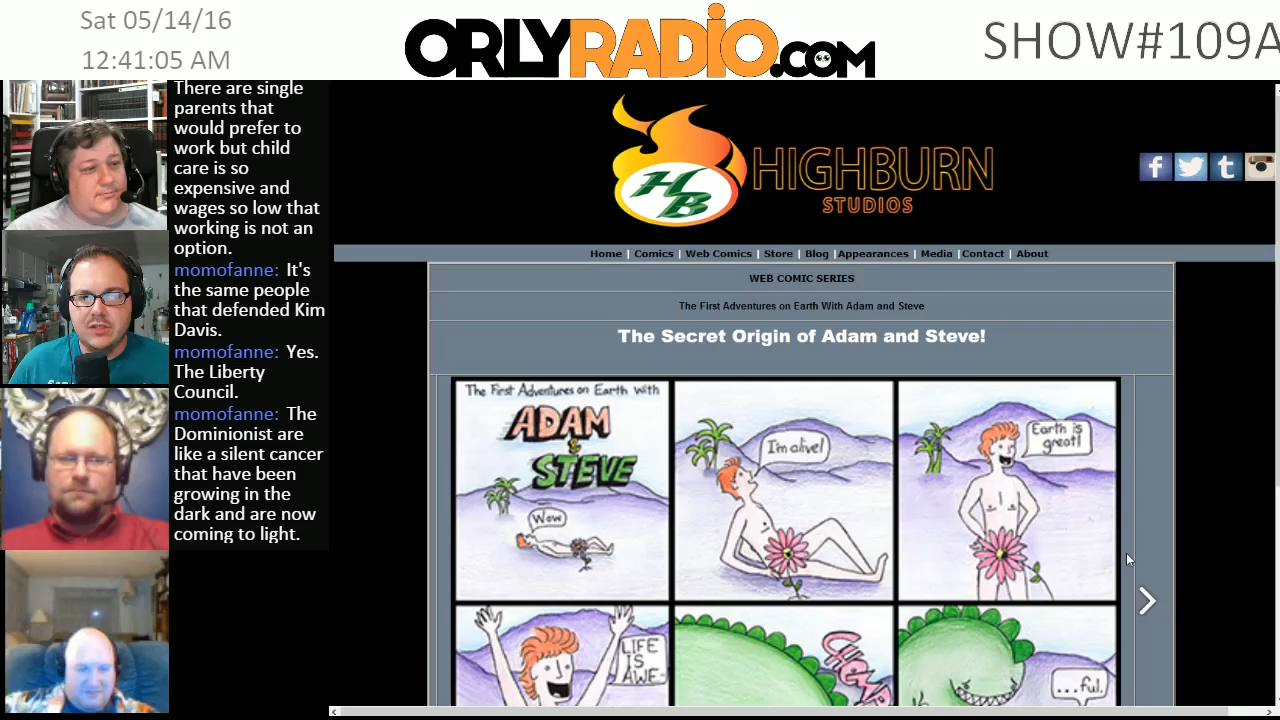 Sat 05/14/16
12:41:05 AM
ORLYRADIO.COM
SHOW#109A
There are single
parents that
would prefer to
work but child
care is so
expensive and
wages so low that
working is not an
option.
momofanne: It's
the same people
that defended Kim
Davis.
momofanne: Yes.
The Liberty
Council.
momofanne: The
Dominionist are
like a silent cancer
that have been
growing in the
dark and are now
coming to light.
HB
HIGHBURN
STUDIOS
Home | Comics | Web Comics | Store | Blog | Appearances | Media | Contact | About
WEB COMIC SERIES
The First Adventures on Earth With Adam and Steve
The Secret Origin of Adam and Steve!
The First Adventures on Earth with
ADAM
&
STEVE
Wow
I'm alive!
Earth is
great!
LIFE
IS
AWE-
CHOMP
...ful.